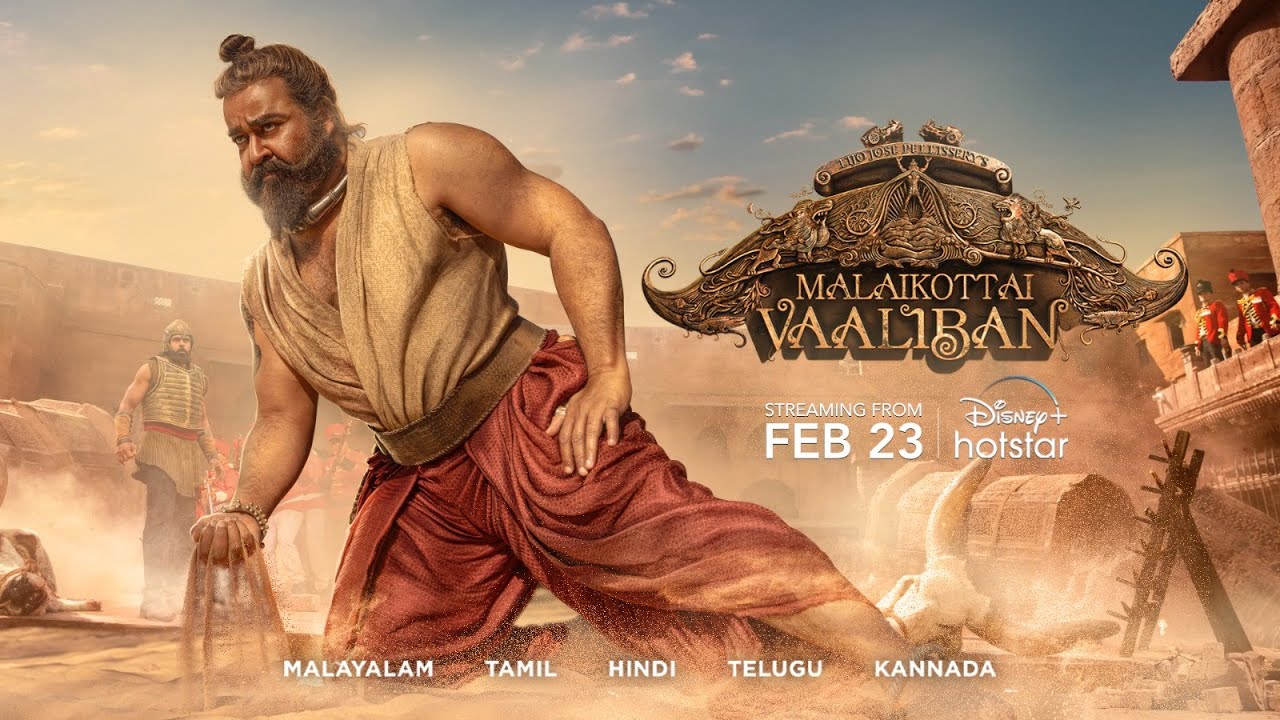 LIJO JOSE PELLISSERY'S
MALAIKOTTAI
VAALIBAN
STREAMING FROM
FEB 23
Disney+
hotstar
MALAYALAM TAMIL HINDI TELUGU KANNADA